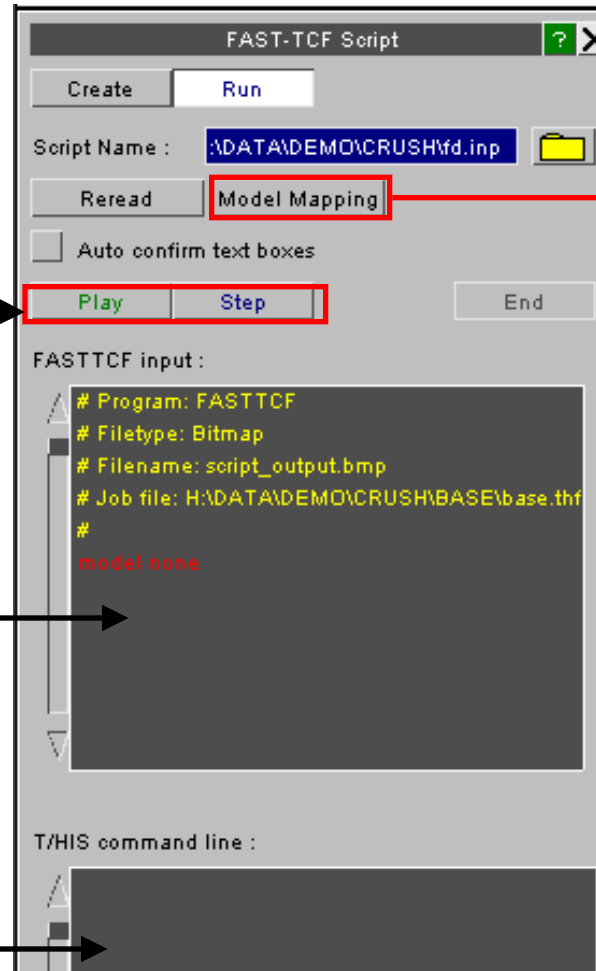 FAST-TCF Script ? X
Create Run
Script Name : :\DATA\DEMO\CRUSH\fd.inp
Reread Model Mapping
Auto confirm text boxes
Play Step End
FASTTCF input :
# Program: FASTTCF
# Filetype: Bitmap
# Filename: script_output.bmp
# Job file: H:\DATA\DEMO\CRUSH\BASE\base.thf
#
model none
T/HIS command line :